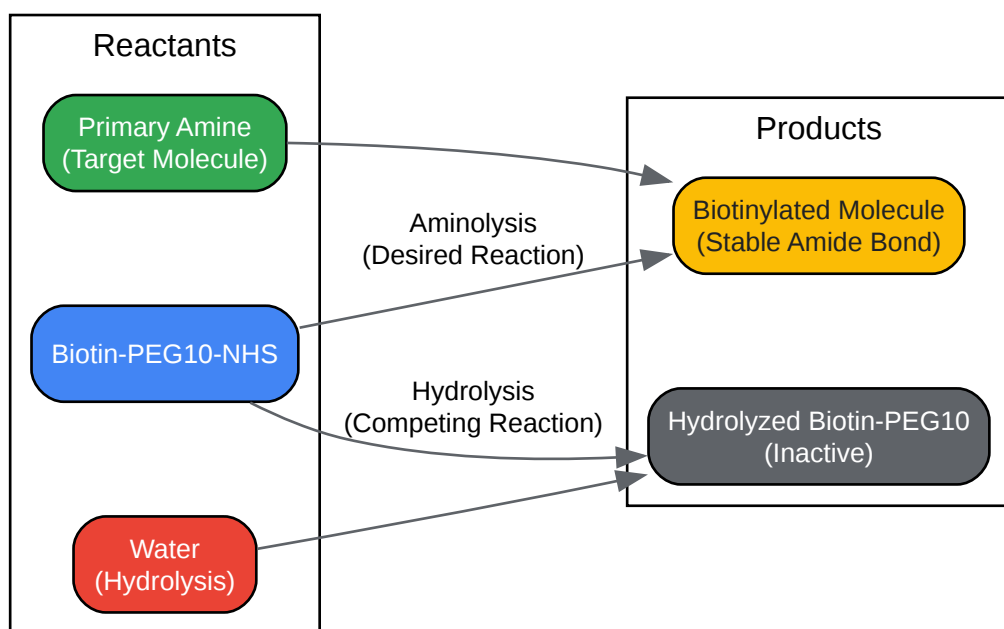 Reactants
Primary Amine
(Target Molecule)
Biotin-PEG10-NHS
Water
(Hydrolysis)
Aminolysis
(Desired Reaction)
Hydrolysis
(Competing Reaction)
Products
Biotinylated Molecule
(Stable Amide Bond)
Hydrolyzed Biotin-PEG10
(Inactive)